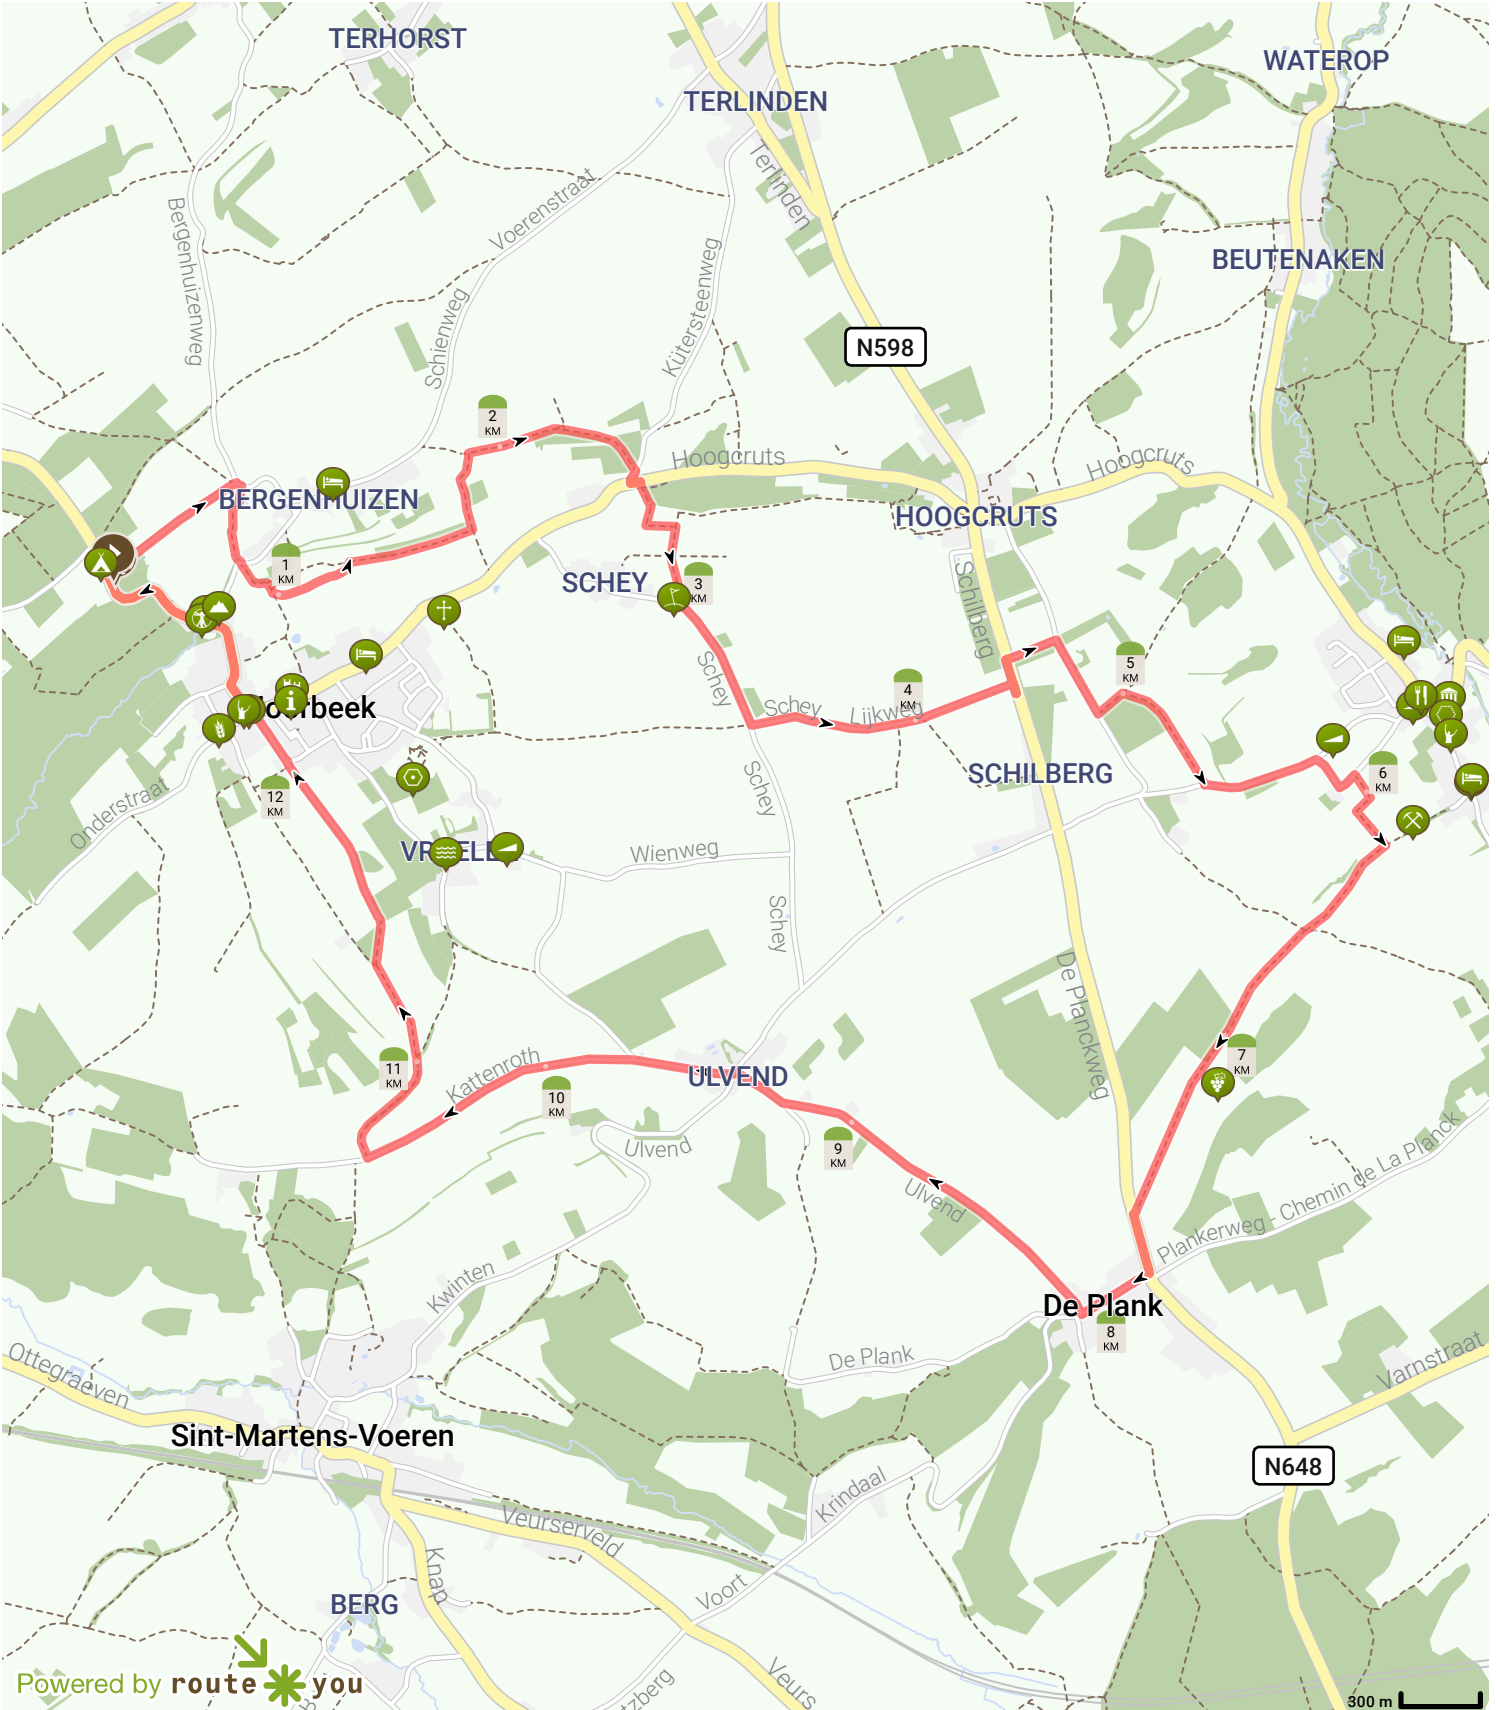 TERHORST
WATEROP
TERLINDEN
Terlinden
Voerenstraat
Bergenhuizenweg
BEUTENAKEN
Kütersteenweg
Schienweg
N598
2
KM
Hoogcruts
Hoogcruts
BERGENHUIZEN
HOOGCRUTS
1
KM
SCHEY
3
KM
Schilberg
5
KM
Schey
4
KM
Schey
Lijkweg
i
SCHILBERG
6
KM
Schey
12
KM
Onderstraat
Wienweg
Schey
De Planckweg
7
KM
11
KM
Kattenroth
ULVEND
10
KM
Ulvend
9
KM
Ulvend
Plankerweg - Chemin de La Planck
Kwinten
De Plank
8
KM
De Plank
Varnstraat
Ottegraeven
Sint-Martens-Voeren
N648
Krindaal
Veurserveld
Knap
Voort
BERG
Veurs
Powered by routeyou
300 m